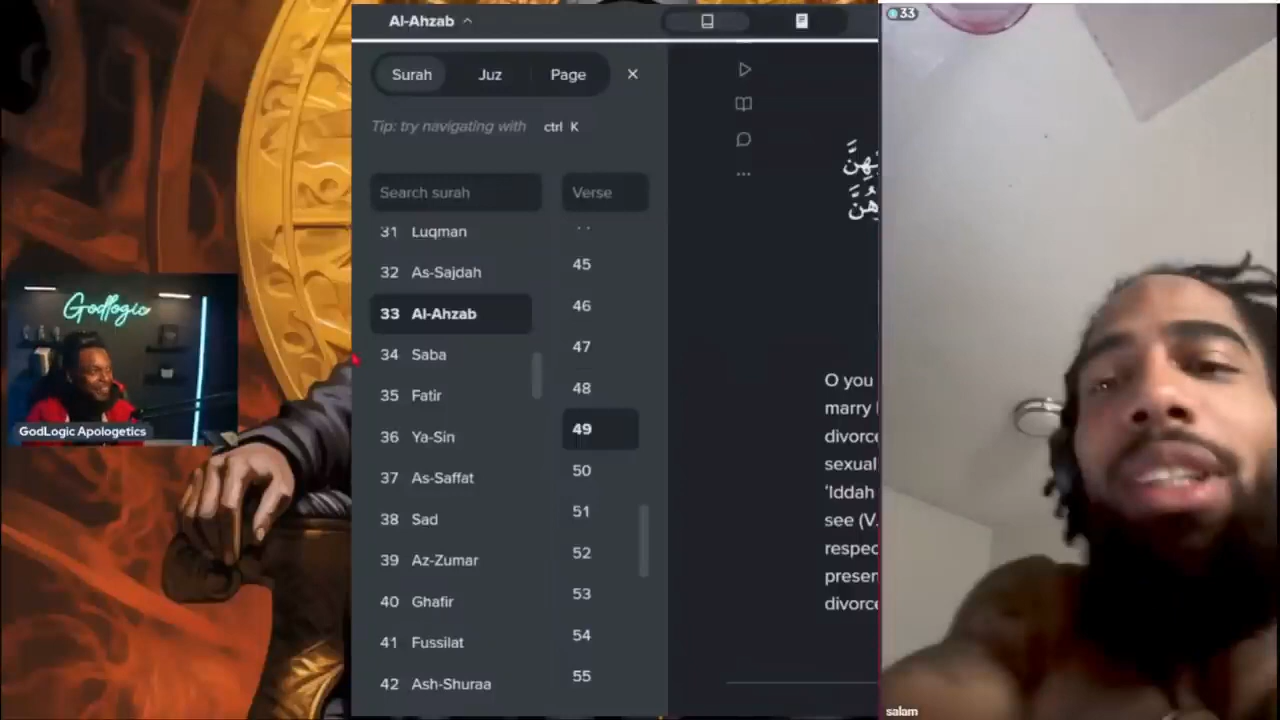 Al-Ahzab
33
Surah
Juz
Page
Tip: try navigating with ctrl K
Search surah
Verse
31 Luqman
32 As-Sajdah
33 Al-Ahzab
34 Saba
35 Fatir
36 Ya-Sin
37 As-Saffat
38 Sad
39 Az-Zumar
40 Ghafir
41 Fussilat
42 Ash-Shuraa
45
46
47
48
49
50
51
52
53
54
55
O you
marry
divorce
sexual
'Iddah
see (V.
respec
presen
divorce
Godlogic
GodLogic Apologetics
salam